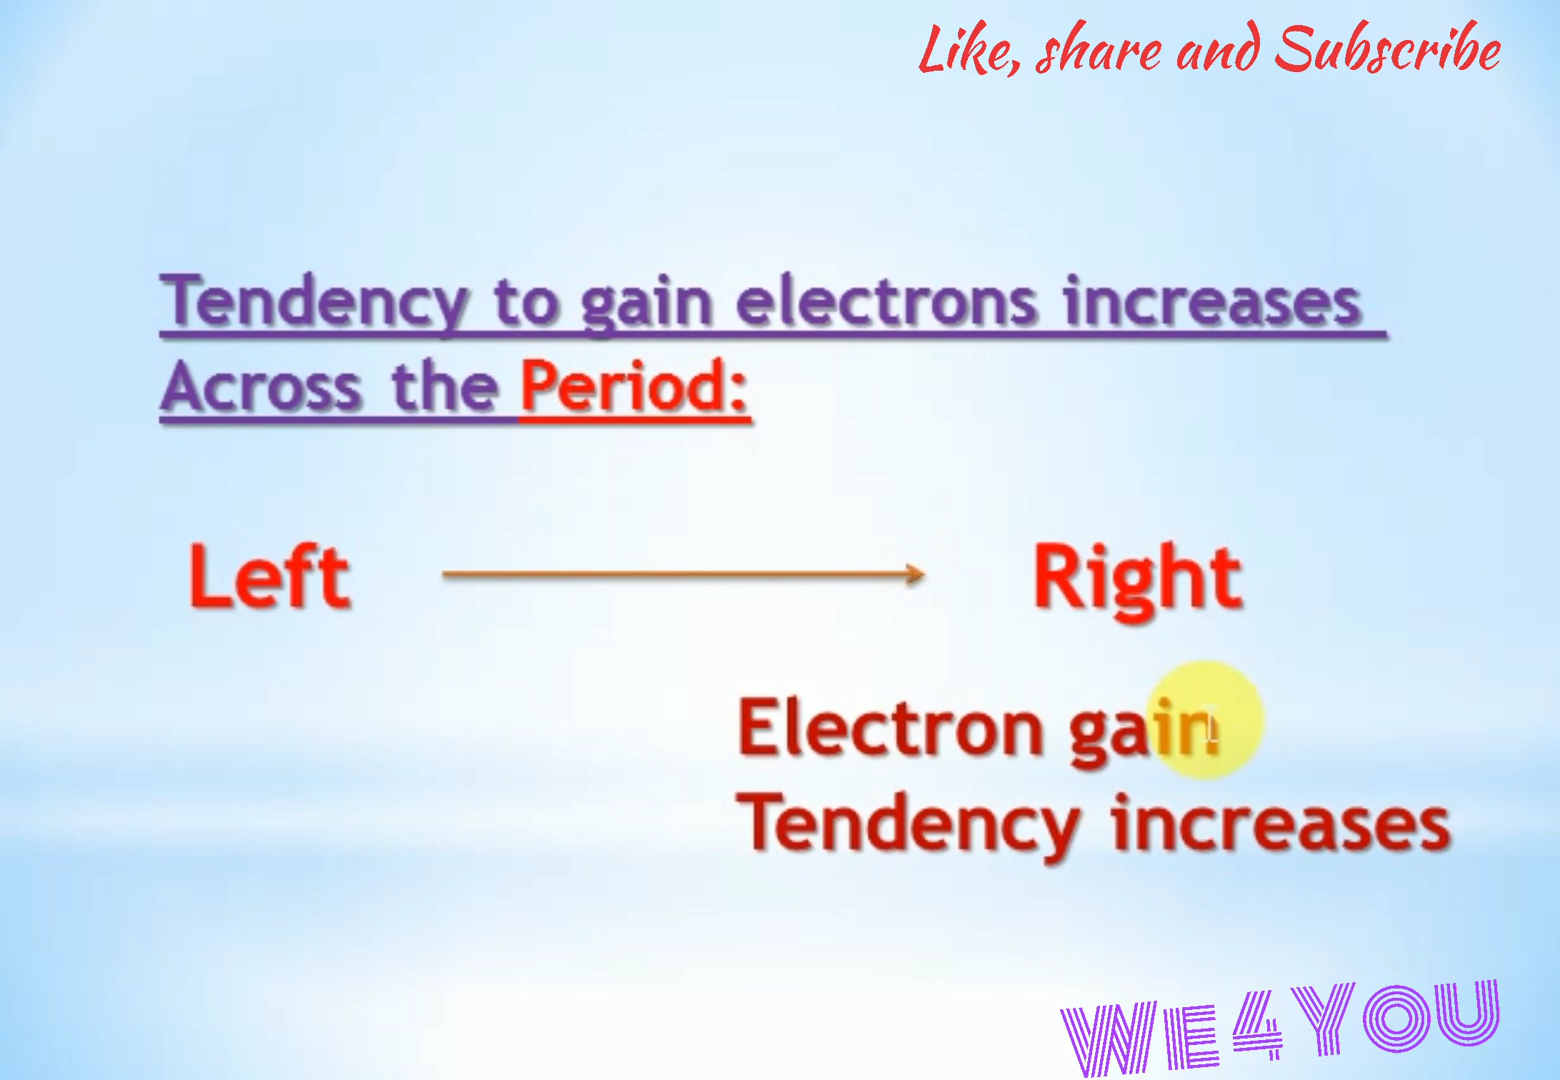 Like, share and Subscribe
Tendency to gain electrons increases
Across the Period:
Left
Right
Electron gain
Tendency increases
WE4YOU